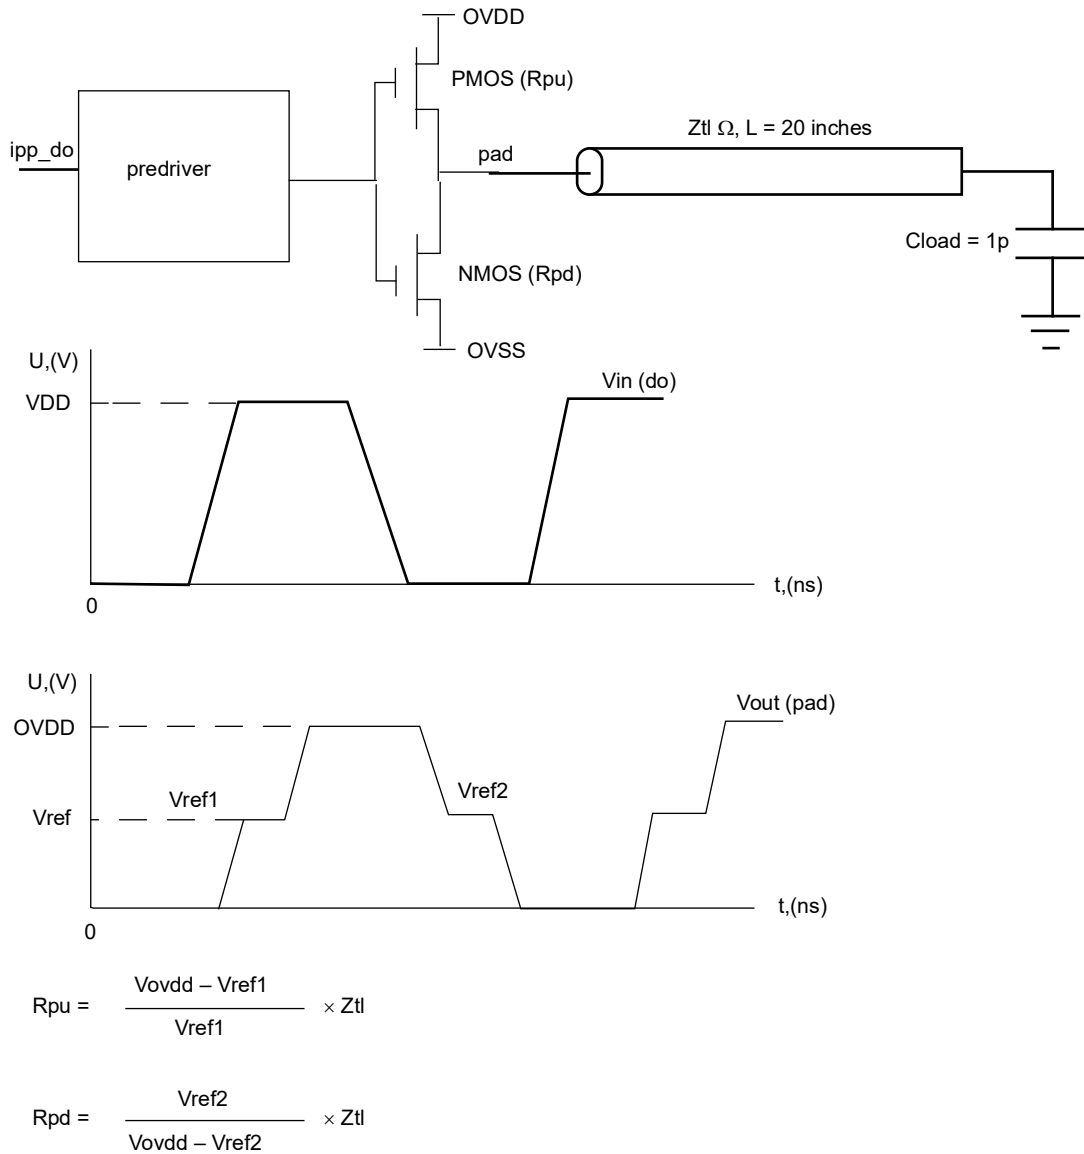 OVDD
PMOS (Rpu)
Ztl Ω, L = 20 inches
ipp_do
pad
predriver
Cload = 1p
NMOS (Rpd)
OVSS
U,(V)
Vin (do)
VDD
t,(ns)
0
U,(V)
Vout (pad)
OVDD
Vref1
Vref2
Vref
t,(ns)
0
Vovdd – Vref1
Rpu = × Ztl
Vref1
Vref2
Rpd = × Ztl
Vovdd – Vref2